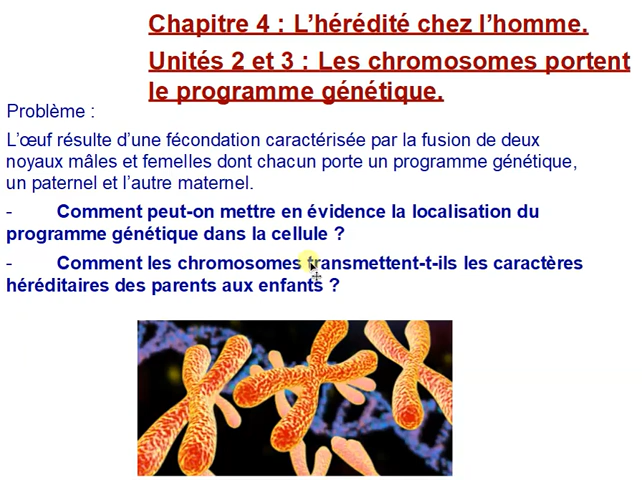 Chapitre 4 : L’hérédité chez l’homme.
Unités 2 et 3 : Les chromosomes portent
le programme génétique.
Problème :
L’œuf résulte d’une fécondation caractérisée par la fusion de deux
noyaux mâles et femelles dont chacun porte un programme génétique,
un paternel et l’autre maternel.
- Comment peut-on mettre en évidence la localisation du
programme génétique dans la cellule ?
- Comment les chromosomes transmettent-t-ils les caractères
héréditaires des parents aux enfants ?